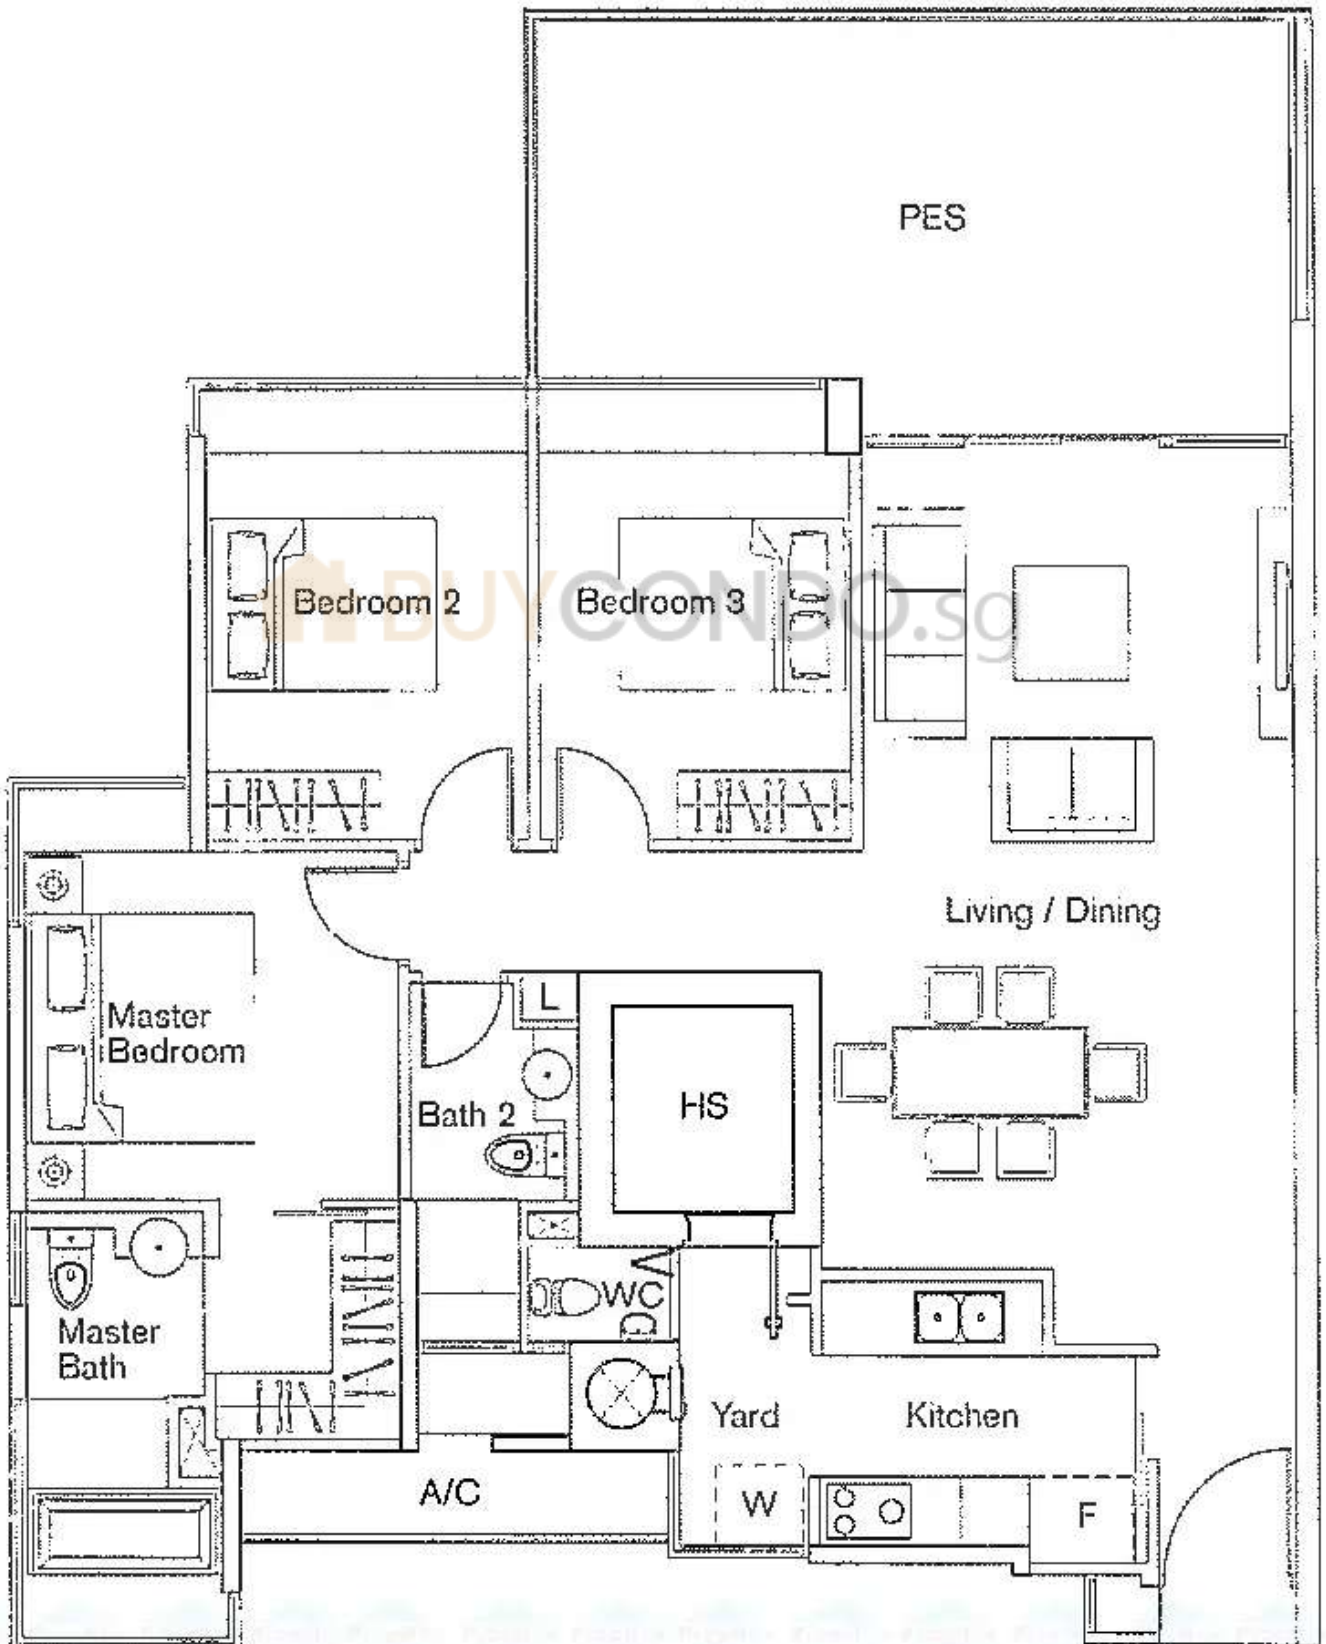 PES
BUYCONDO.sg
Bedroom 2
Bedroom 3
Living / Dining
Master
Bedroom
L
Bath 2
HS
WC
Master
Bath
Yard
Kitchen
A/C
W
F